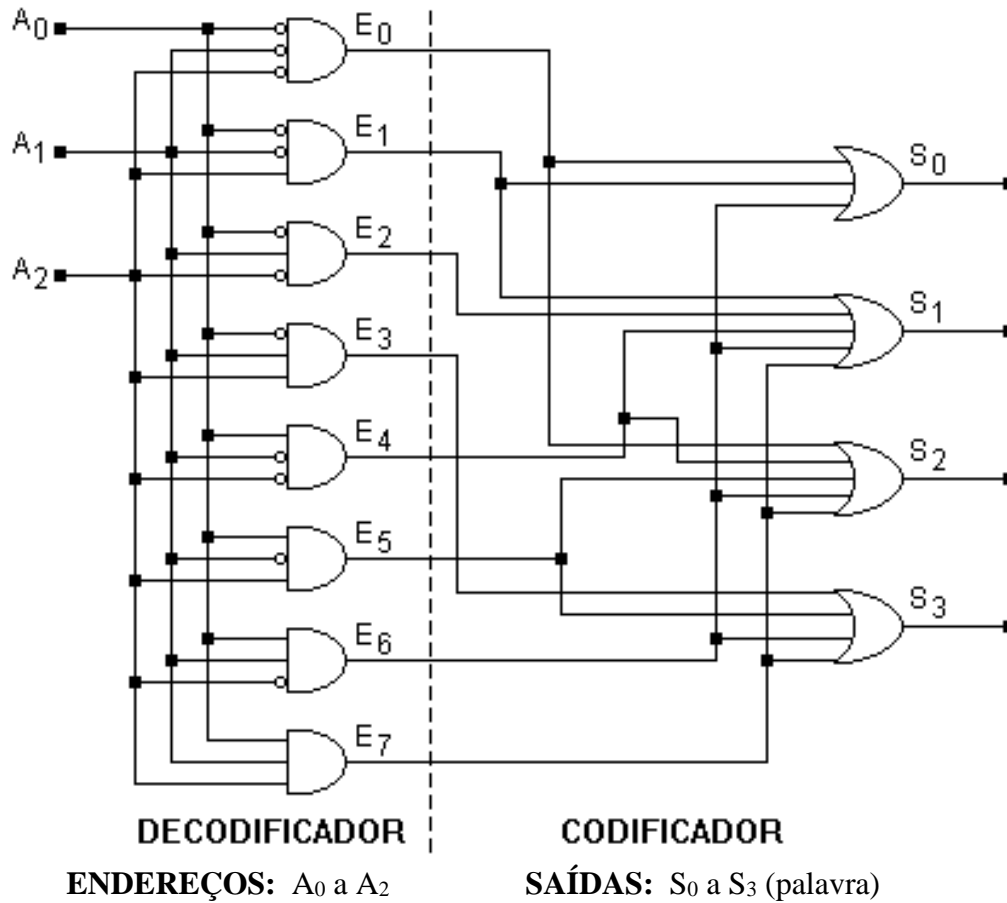 A0
E0
E1
A1
S0
E2
A2
S1
E3
E4
S2
E5
S3
E6
E7
DECODIFICADOR CODIFICADOR
ENDEREÇOS: A0 a A2 SAÍDAS: S0 a S3 (palavra)